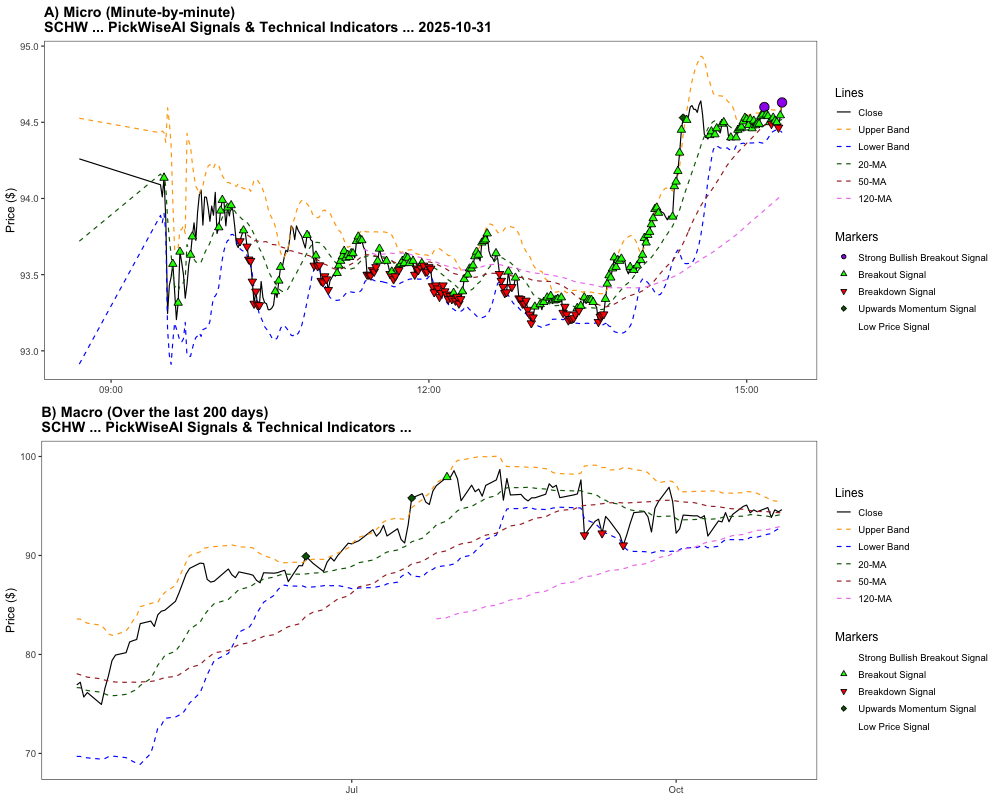 A) Micro (Minute-by-minute)
SCHW ... PickWiseAI Signals & Technical Indicators ... 2025-10-31
95.0
94.5
94.0
93.5
93.0
Price ($)
09:00
12:00
15:00
Lines
Close
Upper Band
Lower Band
20-MA
50-MA
120-MA
Markers
Strong Bullish Breakout Signal
Breakout Signal
Breakdown Signal
Upwards Momentum Signal
Low Price Signal
B) Macro (Over the last 200 days)
SCHW ... PickWiseAI Signals & Technical Indicators ...
100
90
80
70
Price ($)
Jul
Oct
Lines
Close
Upper Band
Lower Band
20-MA
50-MA
120-MA
Markers
Strong Bullish Breakout Signal
Breakout Signal
Breakdown Signal
Upwards Momentum Signal
Low Price Signal